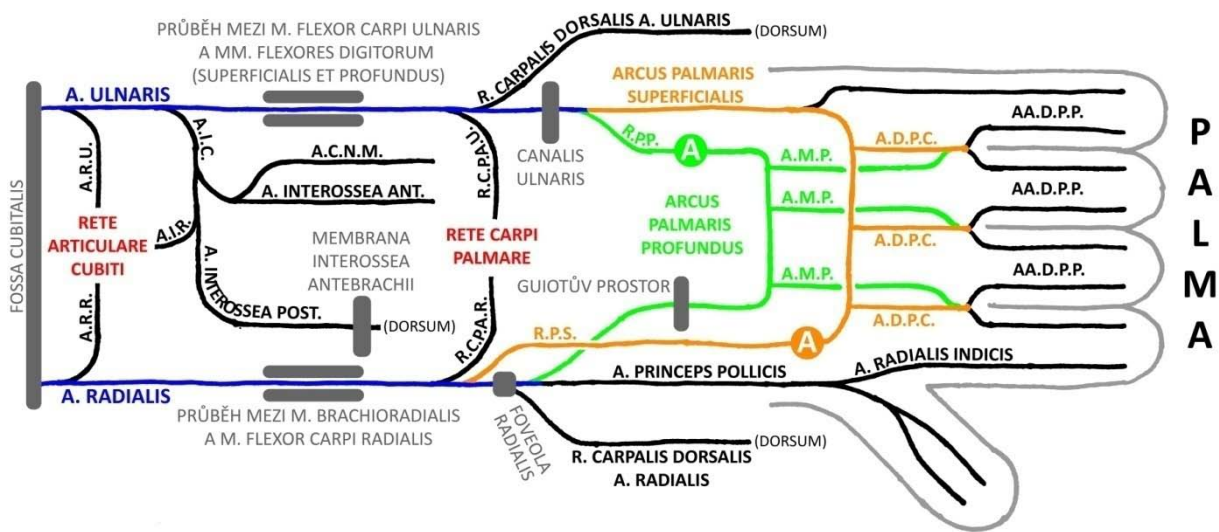 PRŮBĚH MEZI M. FLEXOR CARPI ULNARIS
A MM. FLEXORES DIGITORUM
(SUPERFICIALIS ET PROFUNDUS)
R. CARPALIS DORSALIS A. ULNARIS
(DORSUM)
FOSSA CUBITALIS
A. ULNARIS
A.R.U.
A.I.C.
A.C.N.M.
A. INTEROSSEA ANT.
RETE
ARTICULARE
CUBITI
A.I.R.
A. INTEROSSEA POST.
(DORSUM)
MEMBRANA
INTEROSSEA
ANTEBRACHII
A.R.R.
A. RADIALIS
PRŮBĚH MEZI M. BRACHIORADIALIS
A M. FLEXOR CARPI RADIALIS
R.C.P.A.U.
RETE CARPI
PALMARE
R.C.P.A.R.
CANALIS
ULNARIS
ARCUS PALMARIS
SUPERFICIALIS
R.P.P.
A
ARCUS
PALMARIS
PROFUNDUS
GUIOTŮV PROSTOR
R.P.S.
A
FOVEOLA
RADIALIS
A. PRINCEPS POLLICIS
R. CARPALIS DORSALIS
A. RADIALIS
(DORSUM)
A.M.P.
A.M.P.
A.M.P.
A.D.P.C.
A.D.P.C.
A.D.P.C.
AA.D.P.P.
AA.D.P.P.
AA.D.P.P.
A. RADIALIS INDICIS
PALMA